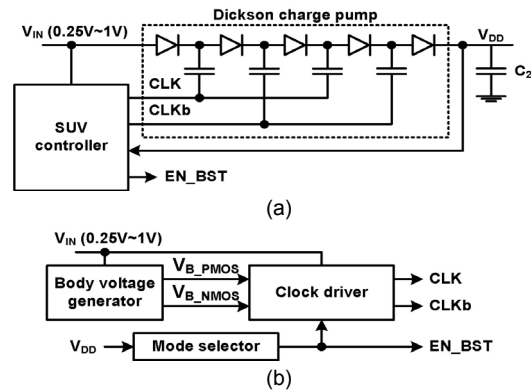 Dickson charge pump
V_IN (0.25V~1V)
V_DD
C_2
CLK
CLKb
SUV
controller
EN_BST
(a)
V_IN (0.25V~1V)
Body voltage
generator
V_B_PMOS
V_B_NMOS
Clock driver
CLK
CLKb
V_DD
Mode selector
EN_BST
(b)